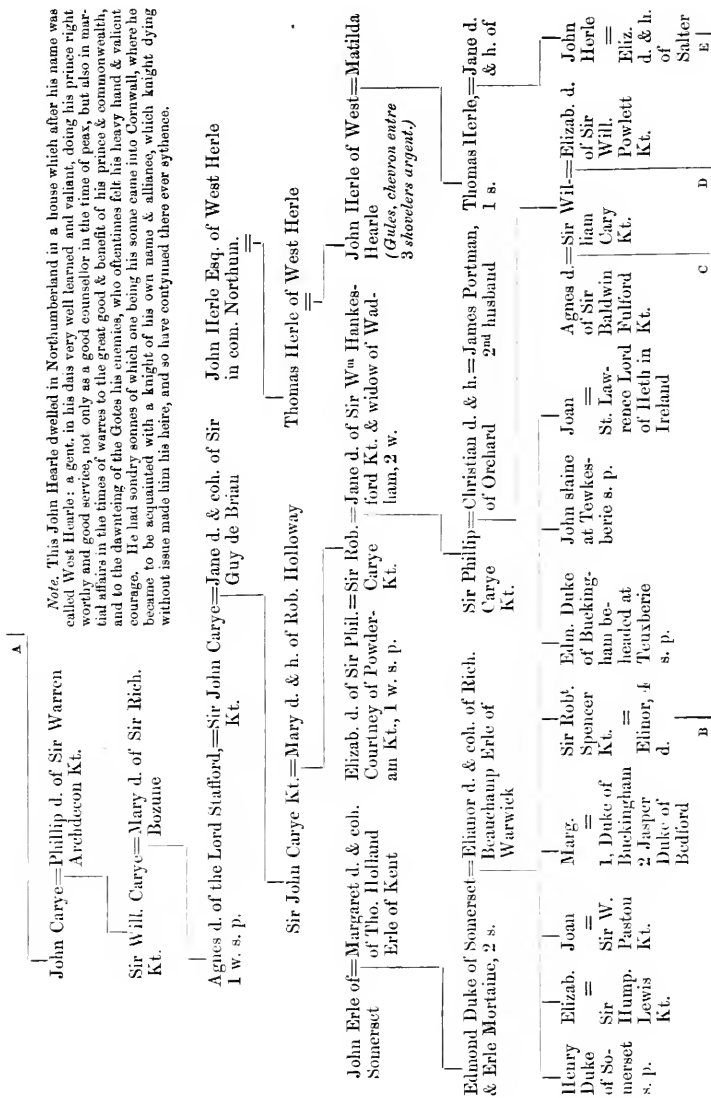 A
John Carye=Phillip d. of Sir Warren
Archdecon Kt.
Sir Will. Carye=Mary d. of Sir Rich.
Kt. Bozune
Note. This John Hearle dwelled in Northumberland in a house which after his name was
called West Hearle: a gent. in his dais very well learned and valiant, doing his prince right
worthy and good service, not only as a good counsellor in the time of peax, but also in mar-
tial affairs in the times of warres to the great good & benefit of his prince & commonwealth,
and to the dawnteing of the Gotes his enemies, who oftentimes felt his heavy hand & valient
courage. He had sondry sonnes of which one being his sonne came into Cornwall, where he
became to be acquainted with a knight of his own name & alliance, which knight dying
without issue made him his heire, and so have contynued there ever sythence.
Agnes d. of the Lord Stafford,=Sir John Carye=Jane d. & coh. of Sir
1 w. s. p. Kt. Guy de Brian
John Herle Esq. of West Herle
in com. Northum.
=
Sir John Carye Kt.=Mary d. & h. of Rob. Holloway
Thomas Herle of West Herle
=
John Erle of=Margaret d. & coh.
Somerset of Tho. Holland
Erle of Kent
Elizab. d. of Sir Phil.=Sir Rob.=Jane d. of Sir Wm Hankes-
Courtney of Powder- Carye ford Kt. & widow of Wad-
am Kt., 1 w. s. p. Kt. ham, 2 w.
John Herle of West=Matilda
Hearle
(Gules, chevron entre
3 shovelers argent.)
Edmond Duke of Somerset=Elianor d. & coh. of Rich.
& Erle Mortaine, 2 s. Beauchamp Erle of
Warwick
Sir Phillip=Christian d. & h.=James Portman,
Carye of Orchard 2nd husband
Kt.
Thomas Herle,=Jane d.
1 s. & h. of
Henry
Duke
of So-
merset
s. p.
Elizab.
=
Sir
Hump.
Lewis
Kt.
Joan
=
Sir W.
Paston
Kt.
Marg.
=
1, Duke of
Buckingham
2 Jasper
Duke of
Bedford
Sir Robt.
Spencer
Kt.
=
Elinor, 4
d.
B
Edm. Duke
of Bucking-
ham be-
headed at
Teuxberie
s. p.
John slaine
at Tewkes-
berie s. p.
Joan
=
St. Law-
rence Lord
of Heth in
Ireland
Agnes d.=Sir Wil-=Elizab. d.
of Sir liam of Sir
Baldwin Cary Will.
Fulford Kt. Powlett
Kt. Kt.
C D
John
Herle
=
Eliz.
d. & h.
of
Salter
E